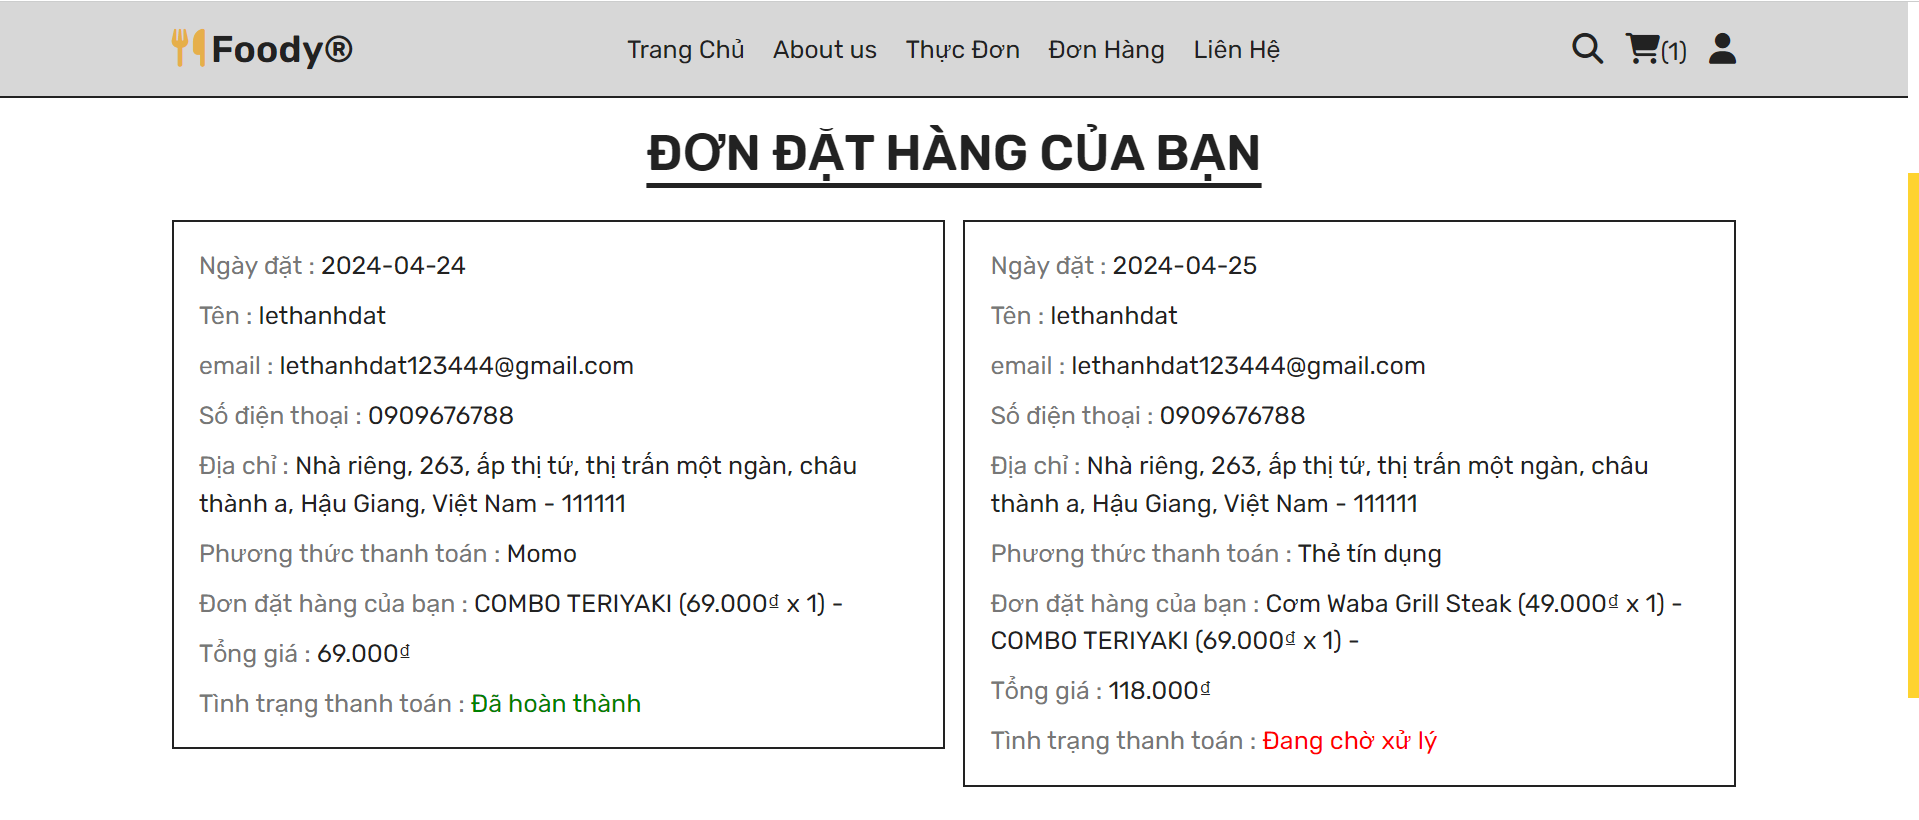 Foody®
Trang Chủ About us Thực Đơn Đơn Hàng Liên Hệ
(1)
ĐƠN ĐẶT HÀNG CỦA BẠN
Ngày đặt : 2024-04-24
Tên : lethanhdat
email : lethanhdat123444@gmail.com
Số điện thoại : 0909676788
Địa chỉ : Nhà riêng, 263, ấp thị tứ, thị trấn một ngàn, châu
thành a, Hậu Giang, Việt Nam - 111111
Phương thức thanh toán : Momo
Đơn đặt hàng của bạn : COMBO TERIYAKI (69.000₫ x 1) -
Tổng giá : 69.000₫
Tình trạng thanh toán : Đã hoàn thành
Ngày đặt : 2024-04-25
Tên : lethanhdat
email : lethanhdat123444@gmail.com
Số điện thoại : 0909676788
Địa chỉ : Nhà riêng, 263, ấp thị tứ, thị trấn một ngàn, châu
thành a, Hậu Giang, Việt Nam - 111111
Phương thức thanh toán : Thẻ tín dụng
Đơn đặt hàng của bạn : Cơm Waba Grill Steak (49.000₫ x 1) -
COMBO TERIYAKI (69.000₫ x 1) -
Tổng giá : 118.000₫
Tình trạng thanh toán : Đang chờ xử lý